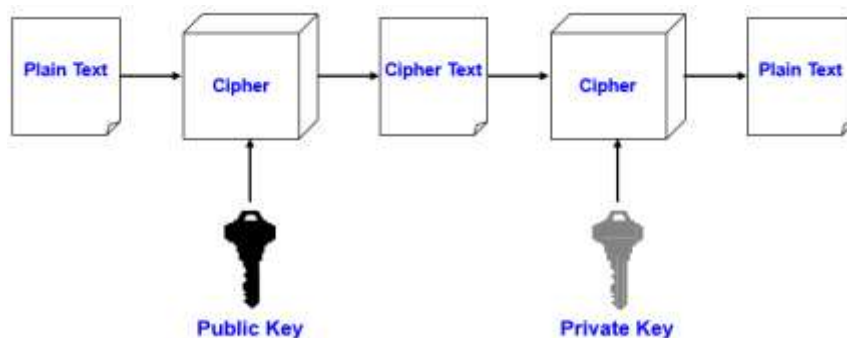 Plain Text
Cipher
Cipher Text
Cipher
Plain Text
Public Key
Private Key